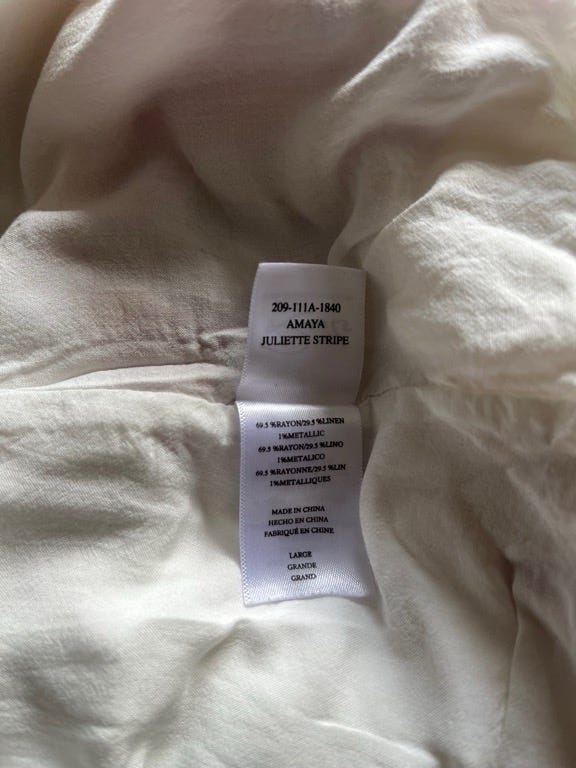 209-111A-1840
AMAYA
JULIETTE STRIPE
69.5 %RAYON/29.5 %LINEN
1%METALLIC
69.5 %RAYON/29.5 %LINO
1%METALICO
69.5 %RAYONNE/29.5 %LIN
1%METALLIQUES
MADE IN CHINA
HECHO EN CHINA
FABRIQUÉ EN CHINE
LARGE
GRANDE
GRAND